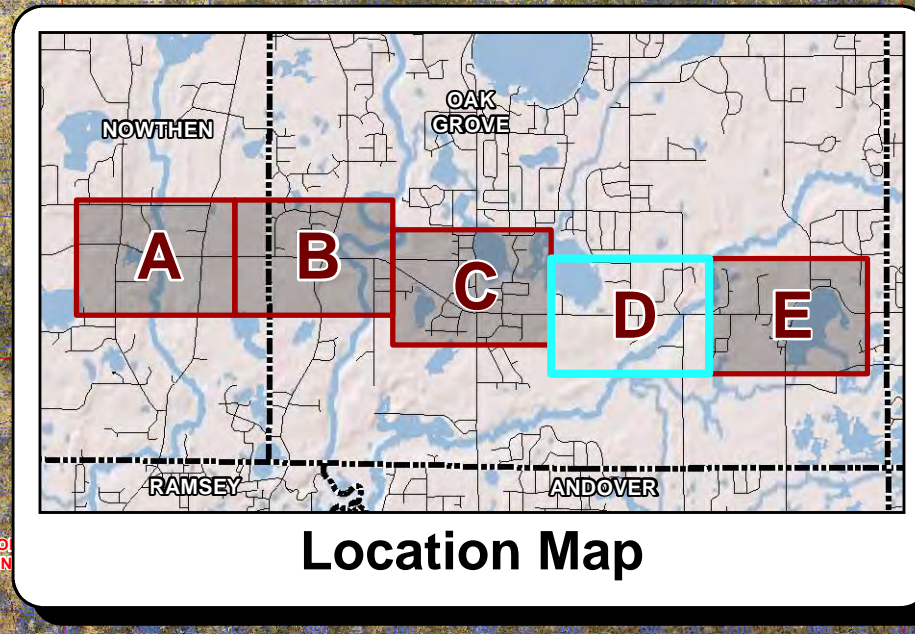 NOWTHEN
OAK
GROVE
A
B
C
D
E
RAMSEY
ANDOVER
Location Map